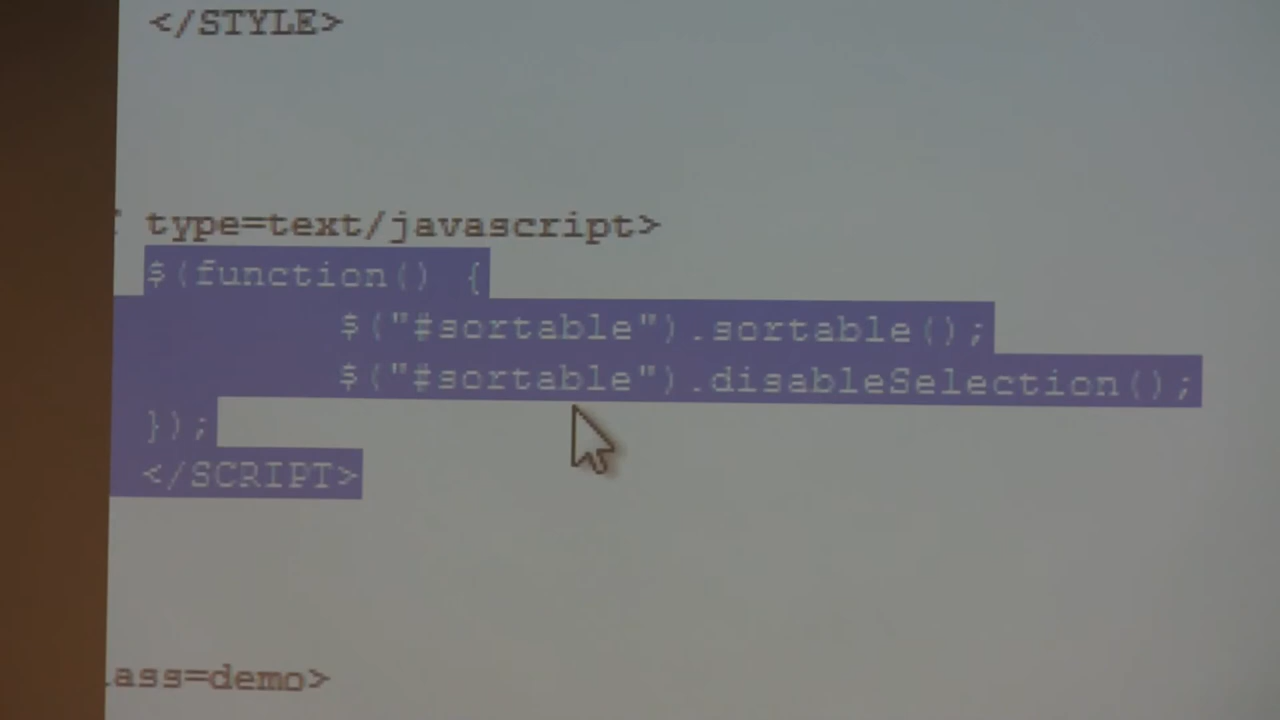 </STYLE>
type=text/javascript>
$(function() {
$("#sortable").sortable();
$("#sortable").disableSelection();
});
</SCRIPT>
ass=demo>